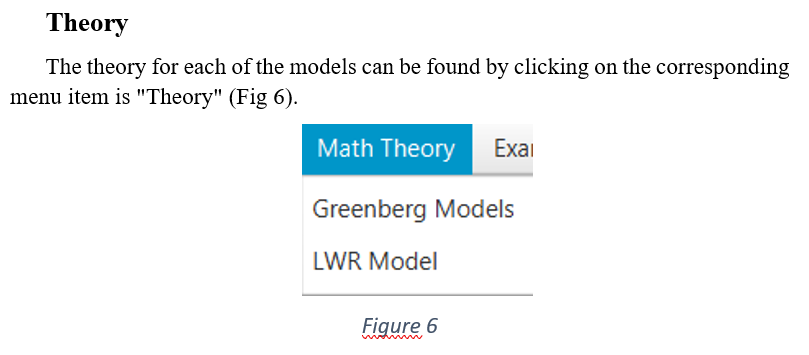 Theory
The theory for each of the models can be found by clicking on the corresponding
menu item is "Theory" (Fig 6).
Math Theory
Greenberg Models
LWR Model
Figure 6